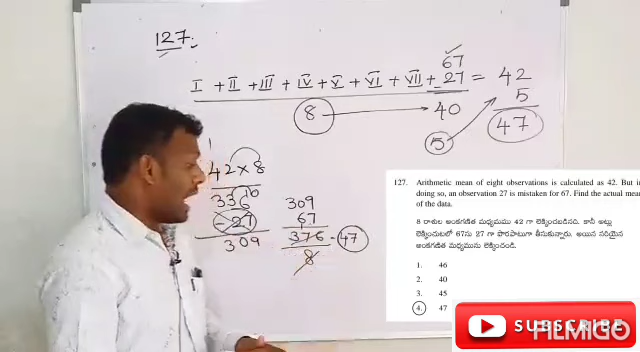 127:
67
I + II + III + IV + V + VI + VII + 27 = 42
8 40 5
5 47
42 × 8
10
336
- 27
309
309
67
376 = 47
8
127. Arithmetic mean of eight observations is calculated as 42. But in
doing so, an observation 27 is mistaken for 67. Find the actual mean
of the data.
8 రాశుల అంకగణిత మధ్యమము 42 గా లెక్కించబడినది. కానీ అట్లు
లెక్కించుటలో 67ను 27 గా పొరపాటుగా తీసుకున్నారు. అయిన సరియైన
అంకగణిత మధ్యమమును లెక్కించండి.
1. 46
2. 40
3. 45
4. 47
SUBSCRIBE
HEMIGO